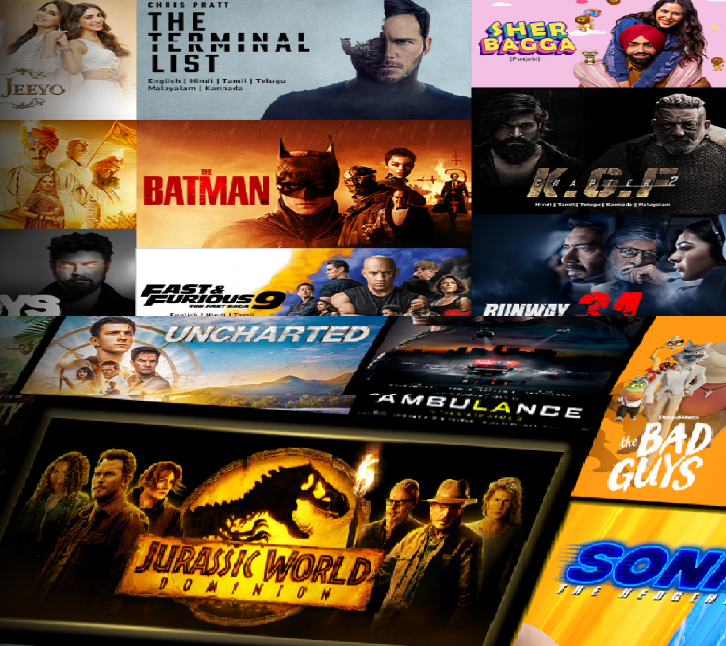 JEEYO
CHRIS PRATT
THE
TERMINAL
LIST
English | Hindi | Tamil | Telugu
Malayalam | Kannada
SHER
BAGGA
[Punjabi]
THE
BATMAN
K.G.F
CHAPTER 2
Hindi | Tamil | Telugu | Kannada | Malayalam
YS
FAST &
FURIOUS 9
THE FAST SAGA
English | Hindi | Tamil
RUNWAY 34
UNCHARTED
AMBULANCE
the BAD
GUYS
JURASSIC WORLD
DOMINION
SONI
THE HEDGEH